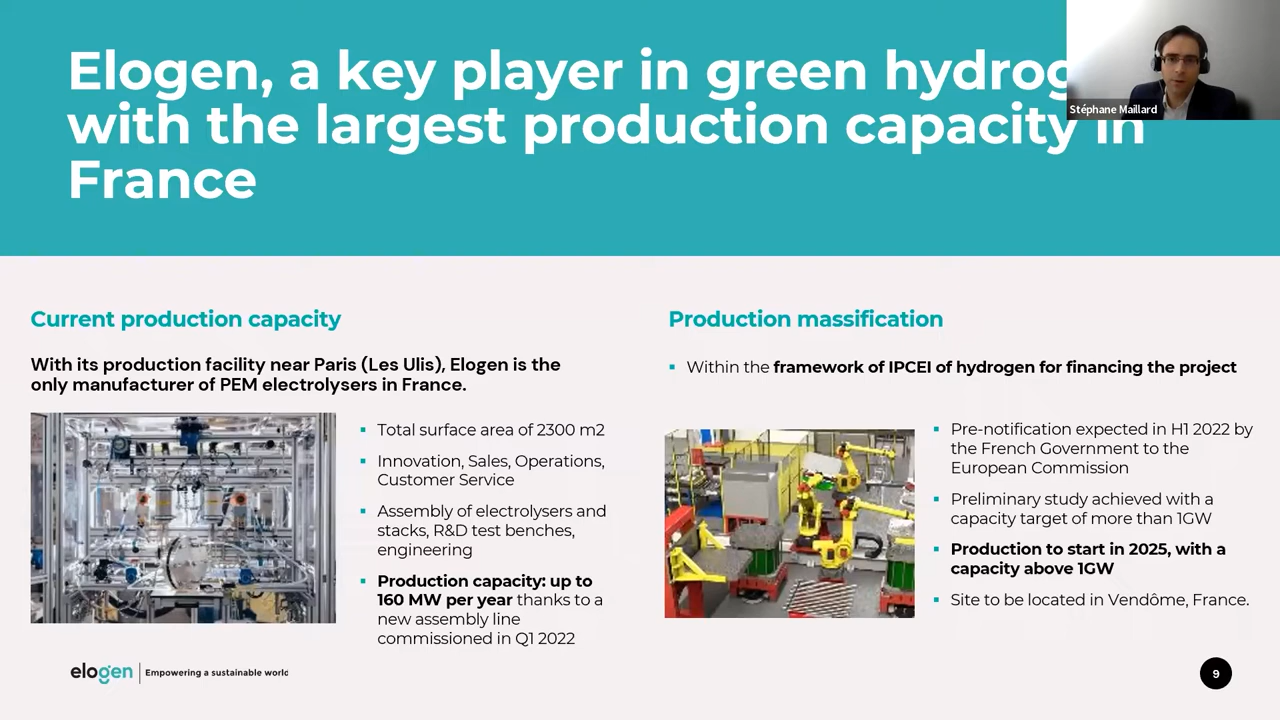 Elogen, a key player in green hydrog
with the largest production capacity in
France
Stéphane Maillard
Current production capacity
With its production facility near Paris (Les Ulis), Elogen is the
only manufacturer of PEM electrolysers in France.
▪ Total surface area of 2300 m2
▪ Innovation, Sales, Operations,
Customer Service
▪ Assembly of electrolysers and
stacks, R&D test benches,
engineering
▪ Production capacity: up to
160 MW per year thanks to a
new assembly line
commissioned in Q1 2022
Production massification
▪ Within the framework of IPCEI of hydrogen for financing the project
▪ Pre-notification expected in H1 2022 by
the French Government to the
European Commission
▪ Preliminary study achieved with a
capacity target of more than 1GW
▪ Production to start in 2025, with a
capacity above 1GW
▪ Site to be located in Vendôme, France.
elogen | Empowering a sustainable world
9